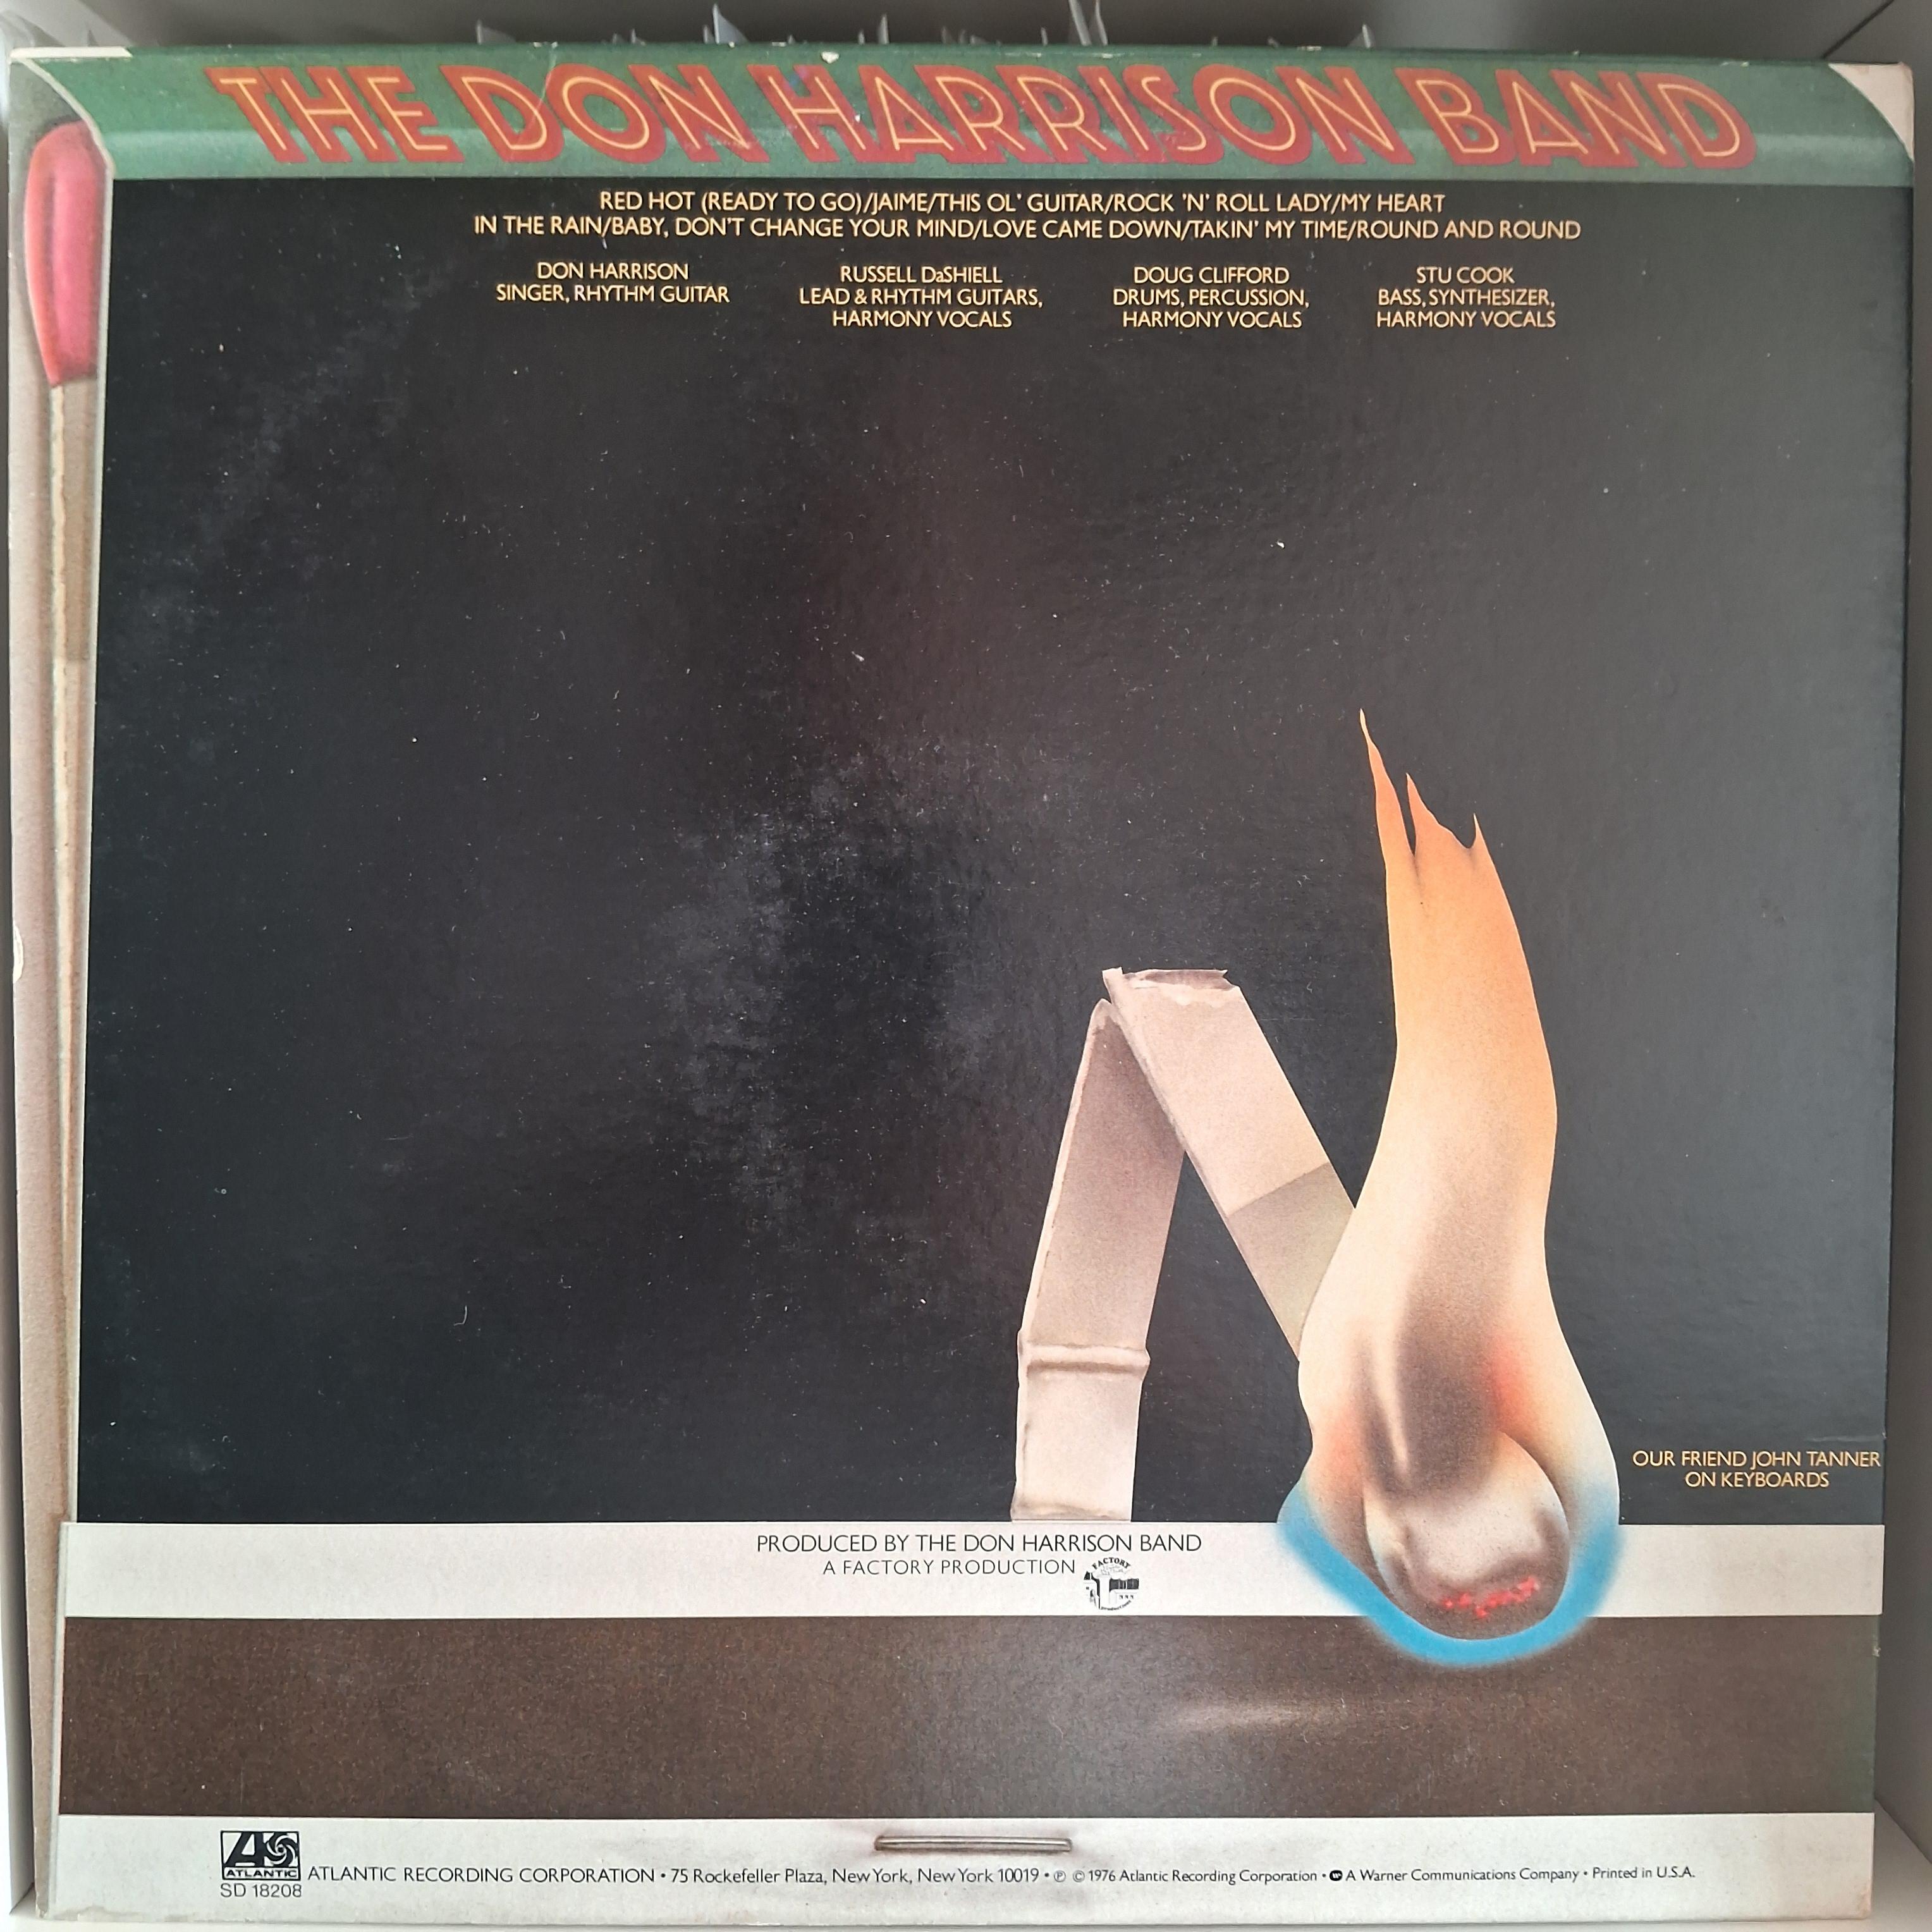 THE DON HARRISON BAND
RED HOT (READY TO GO)/JAIME/THIS OL' GUITAR/ROCK 'N' ROLL LADY/MY HEART
IN THE RAIN/BABY, DON'T CHANGE YOUR MIND/LOVE CAME DOWN/TAKIN' MY TIME/ROUND AND ROUND
DON HARRISON
SINGER, RHYTHM GUITAR
RUSSELL DaSHIELL
LEAD & RHYTHM GUITARS,
HARMONY VOCALS
DOUG CLIFFORD
DRUMS, PERCUSSION,
HARMONY VOCALS
STU COOK
BASS, SYNTHESIZER,
HARMONY VOCALS
OUR FRIEND JOHN TANNER
ON KEYBOARDS
PRODUCED BY THE DON HARRISON BAND
A FACTORY PRODUCTION
FACTORY
ATLANTIC
ATLANTIC RECORDING CORPORATION • 75 Rockefeller Plaza, New York, New York 10019 • ℗ © 1976 Atlantic Recording Corporation • A Warner Communications Company • Printed in U.S.A.
SD 18208